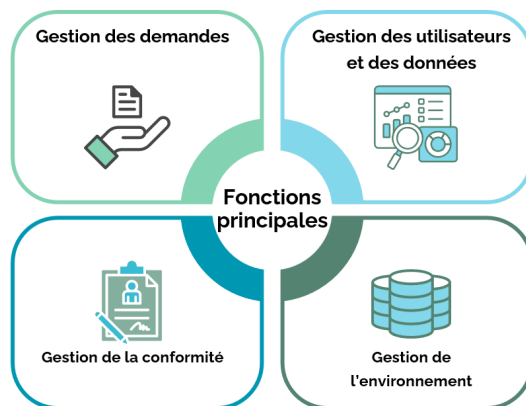 Gestion des demandes
Gestion des utilisateurs
et des données
Fonctions
principales
Gestion de la conformité
Gestion de
l'environnement